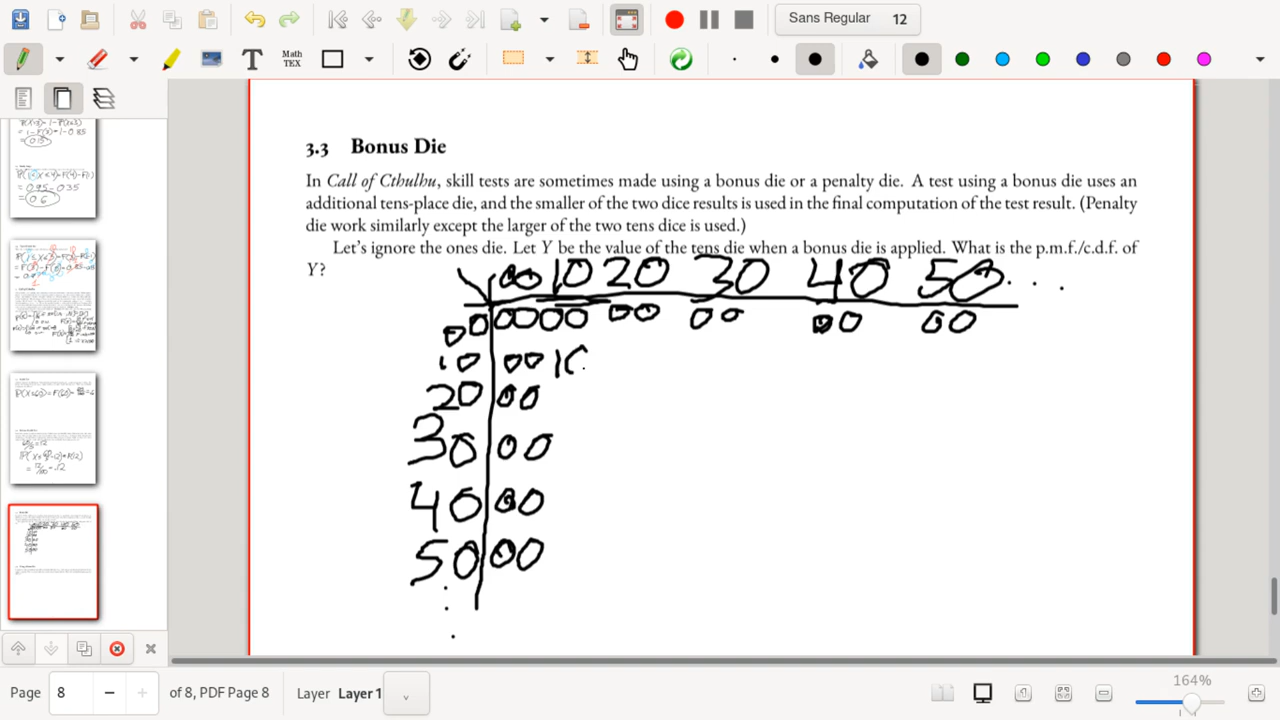 Sans Regular 12
T Math TEX
3.3 Bonus Die
In Call of Cthulhu, skill tests are sometimes made using a bonus die or a penalty die. A test using a bonus die uses an
additional tens-place die, and the smaller of the two dice results is used in the final computation of the test result. (Penalty
die work similarly except the larger of the two tens dice is used.)
Let's ignore the ones die. Let Y be the value of the tens die when a bonus die is applied. What is the p.m.f./c.d.f. of
Y?
00 10 20 30 40 50 . . .
00 00 00 00 00 00 00
10 00 10
20 00
30 00
40 00
50 00
Page 8 of 8, PDF Page 8 Layer Layer 1 164%